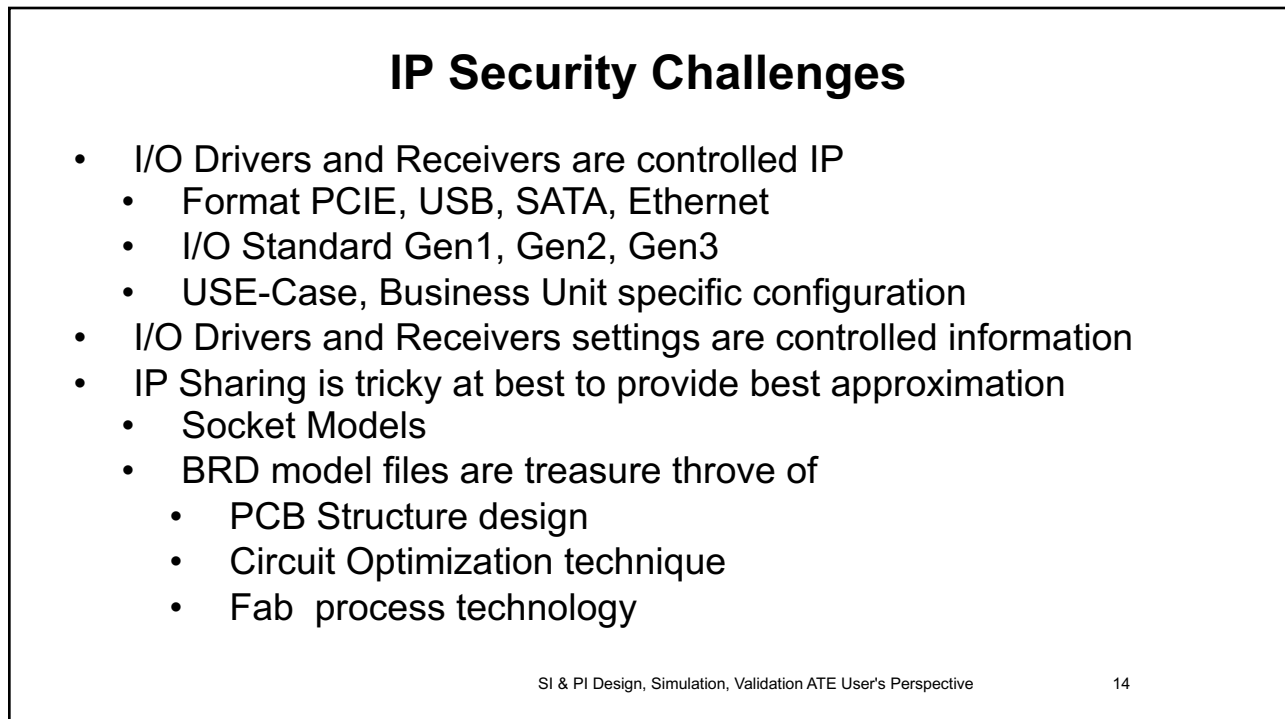 IP Security Challenges
• I/O Drivers and Receivers are controlled IP
• Format PCIE, USB, SATA, Ethernet
• I/O Standard Gen1, Gen2, Gen3
• USE-Case, Business Unit specific configuration
• I/O Drivers and Receivers settings are controlled information
• IP Sharing is tricky at best to provide best approximation
• Socket Models
• BRD model files are treasure throve of
• PCB Structure design
• Circuit Optimization technique
• Fab process technology
SI & PI Design, Simulation, Validation ATE User's Perspective 14